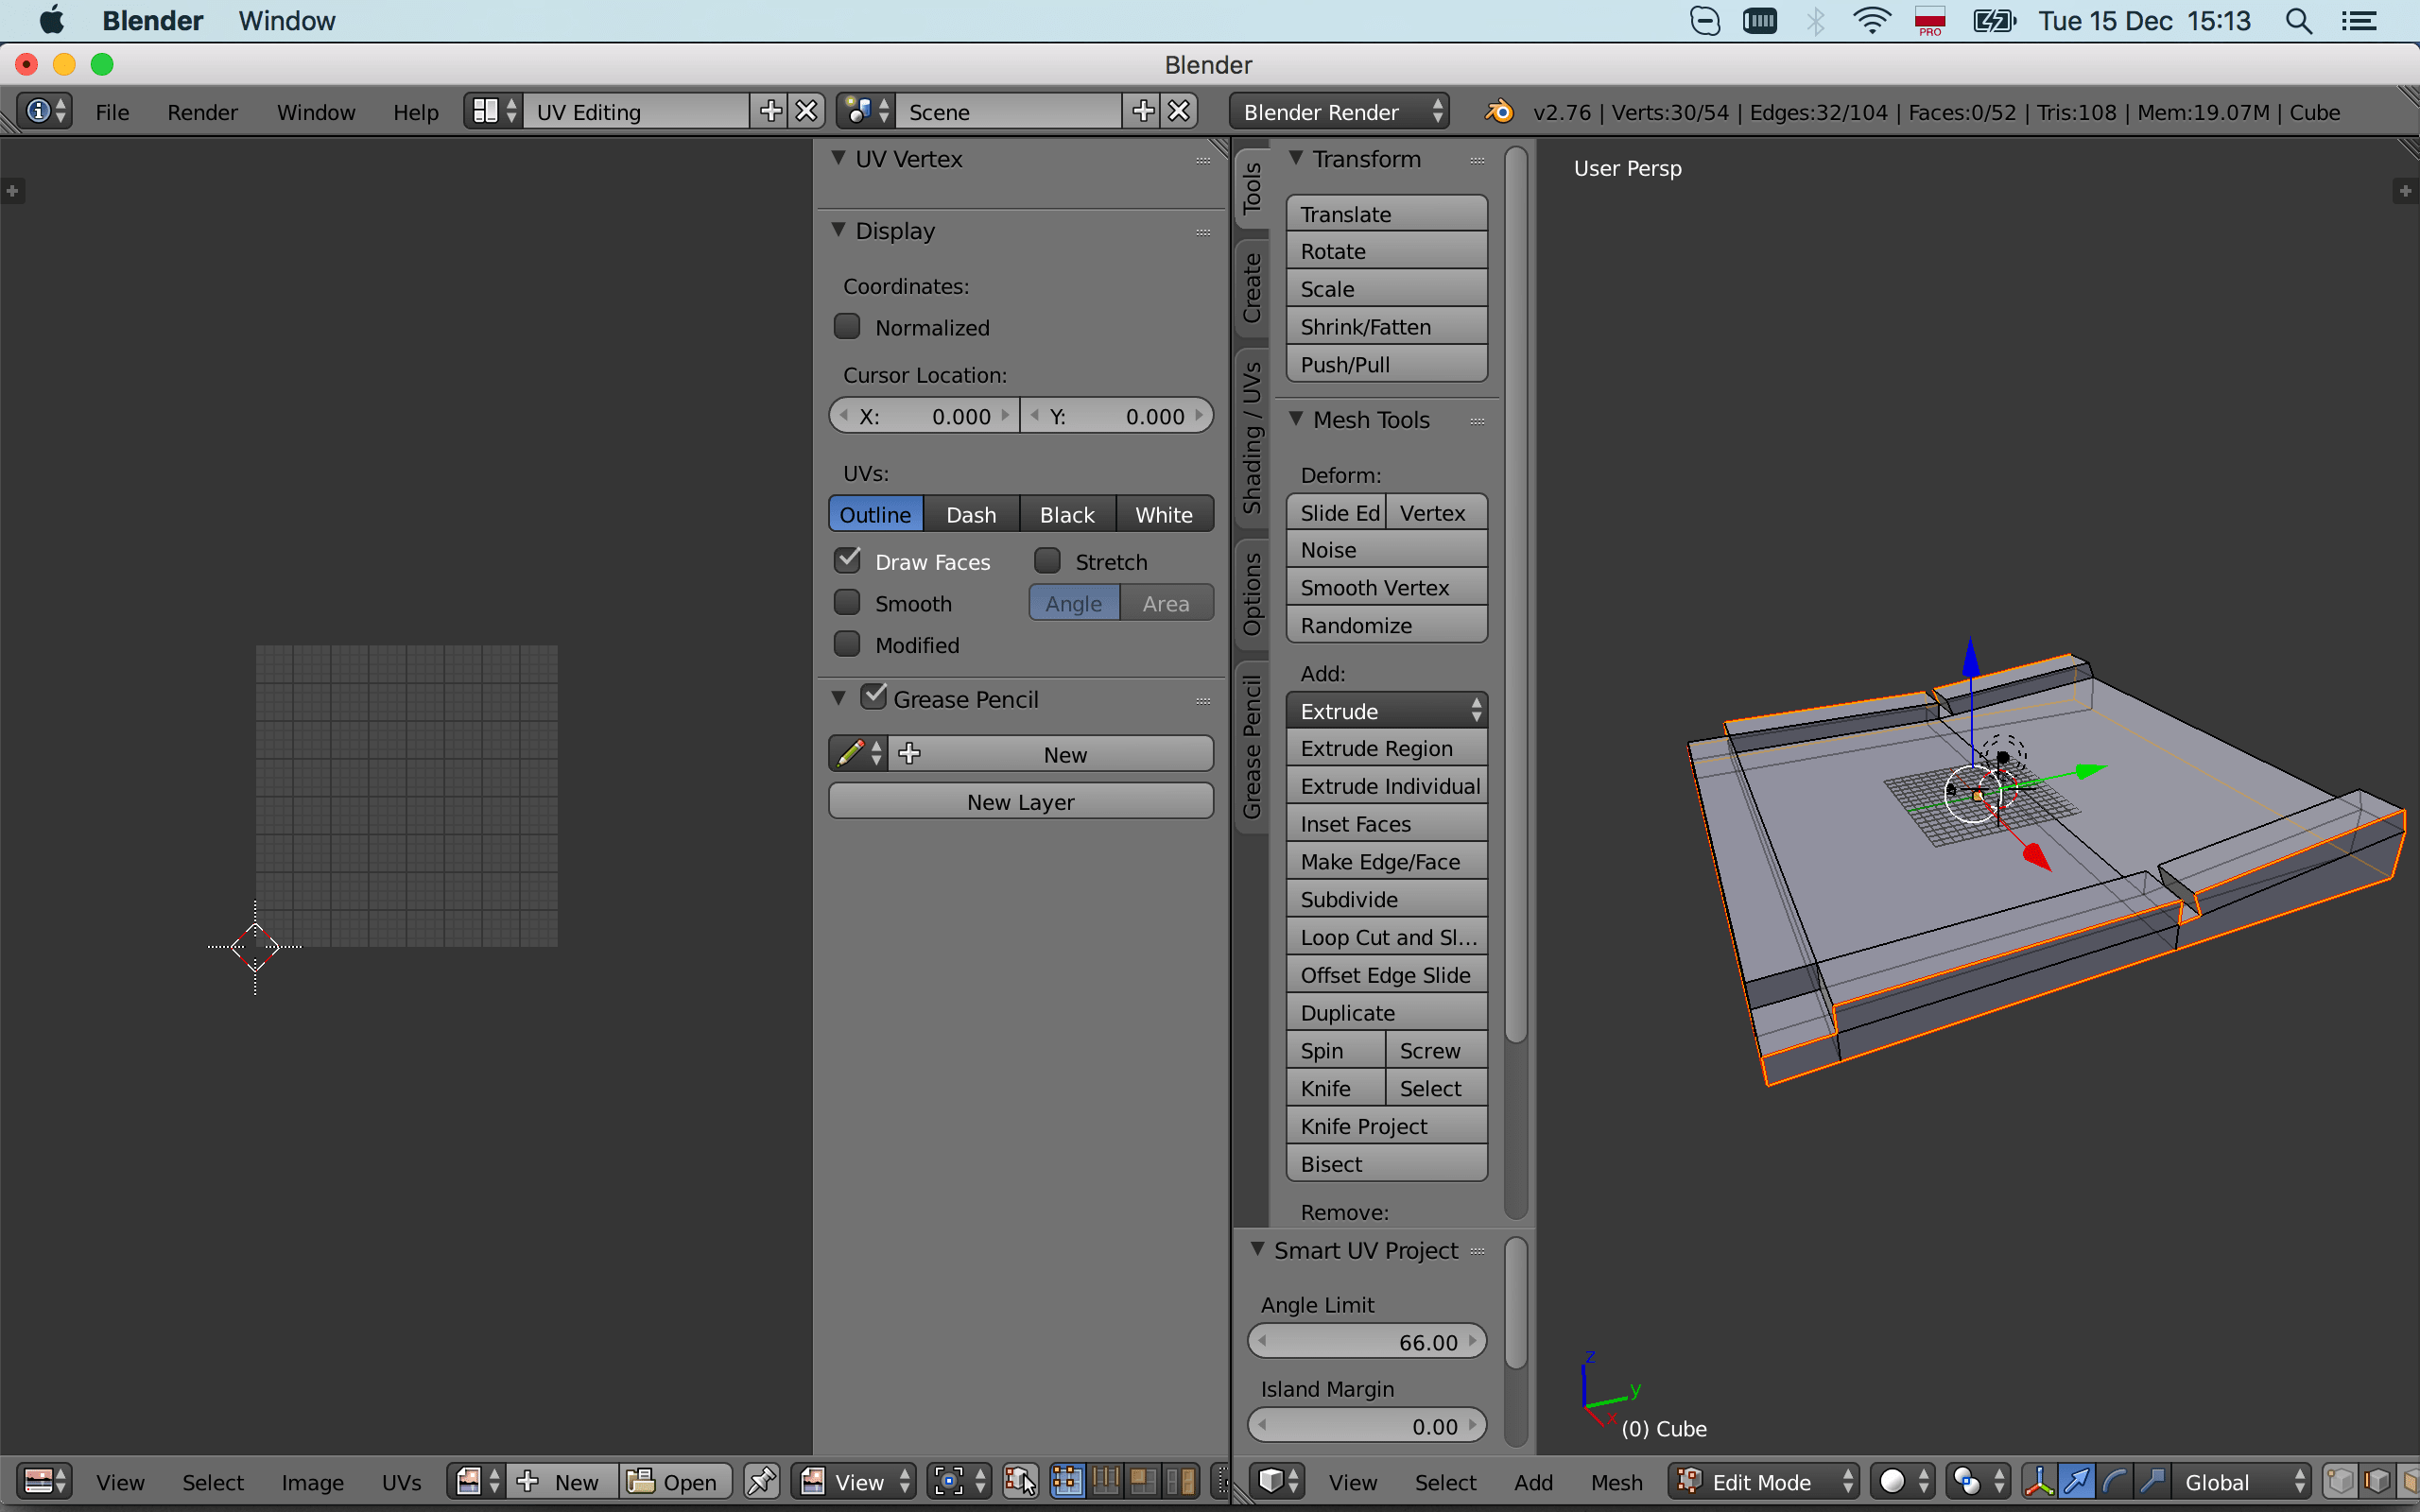 Blender Window PRO Tue 15 Dec 15:13
Blender
File Render Window Help UV Editing Scene Blender Render v2.76 | Verts:30/54 | Edges:32/104 | Faces:0/52 | Tris:108 | Mem:19.07M | Cube
UV Vertex
Display
Coordinates:
Normalized
Cursor Location:
X: 0.000 Y: 0.000
UVs:
Outline Dash Black White
Draw Faces Stretch
Smooth Angle Area
Modified
Grease Pencil
New
New Layer
Tools
Create
Shading / UVs
Options
Grease Pencil
Transform
Translate
Rotate
Scale
Shrink/Fatten
Push/Pull
Mesh Tools
Deform:
Slide Ed Vertex
Noise
Smooth Vertex
Randomize
Add:
Extrude
Extrude Region
Extrude Individual
Inset Faces
Make Edge/Face
Subdivide
Loop Cut and Sl...
Offset Edge Slide
Duplicate
Spin Screw
Knife Select
Knife Project
Bisect
Remove:
Smart UV Project
Angle Limit
66.00
Island Margin
0.00
User Persp
z
y
x
(0) Cube
View Select Image UVs New Open View
View Select Add Mesh Edit Mode Global